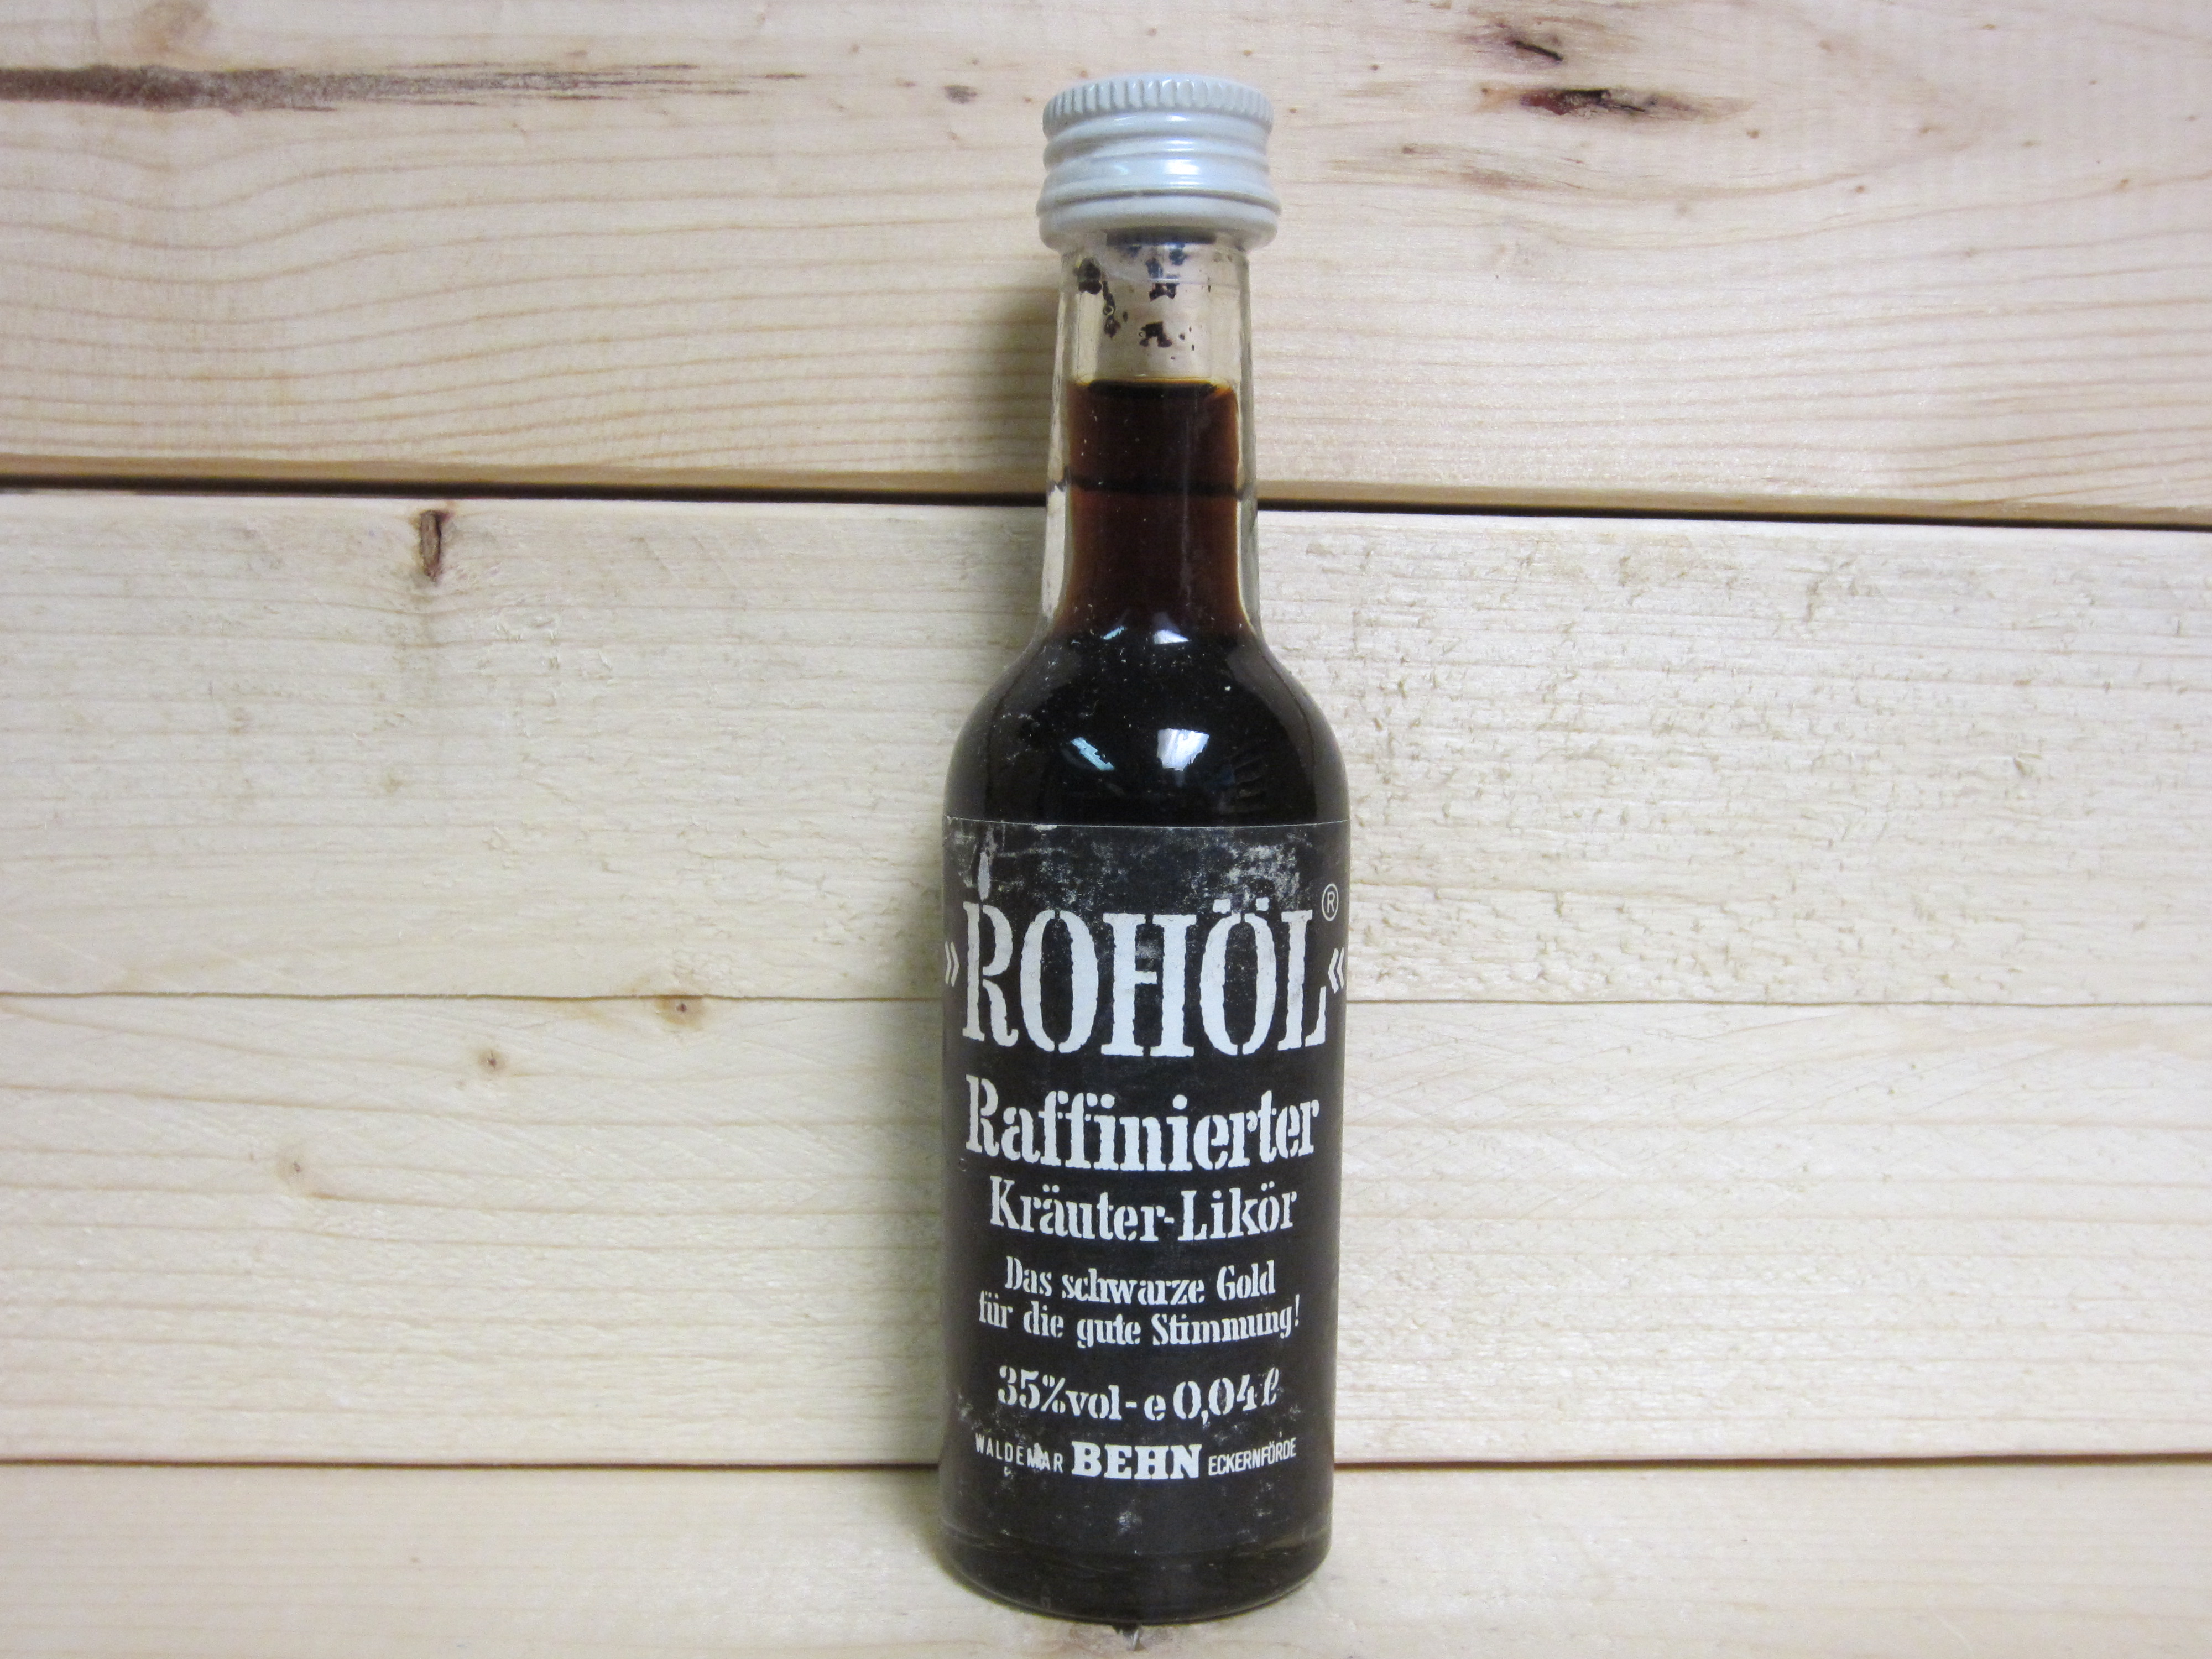 »ROHÖL«®
Raffinierter
Kräuter-Likör
Das schwarze Gold
für die gute Stimmung!
35%vol - e 0,04 ℓ
WALDEMAR BEHN ECKERNFÖRDE